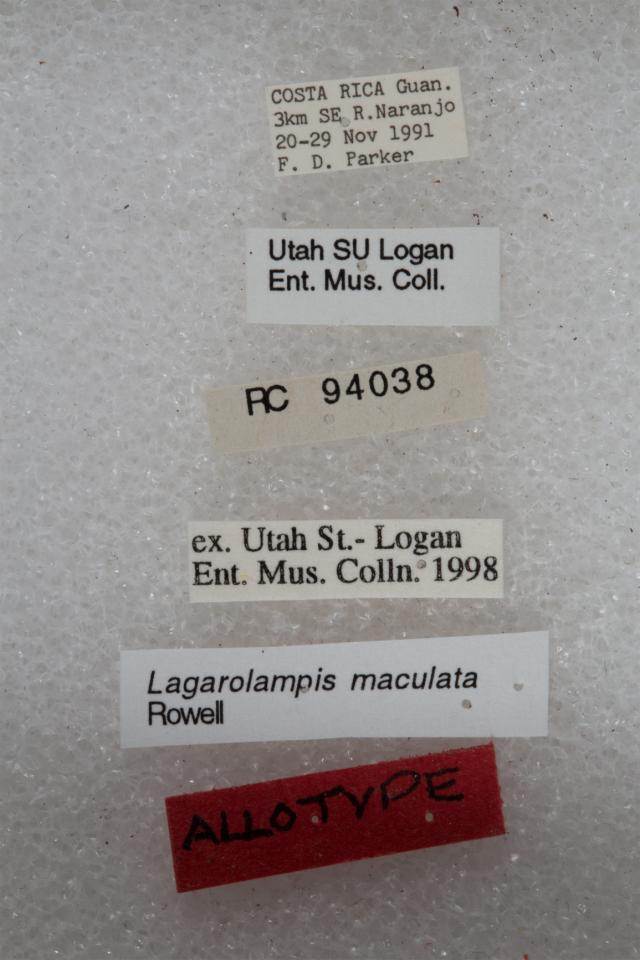 COSTA RICA Guan.
3km SE R.Naranjo
20-29 Nov 1991
F. D. Parker
Utah SU Logan
Ent. Mus. Coll.
RC 94038
ex. Utah St.- Logan
Ent. Mus. Colln. 1998
Lagarolampis maculata
Rowell
ALLOTYPE